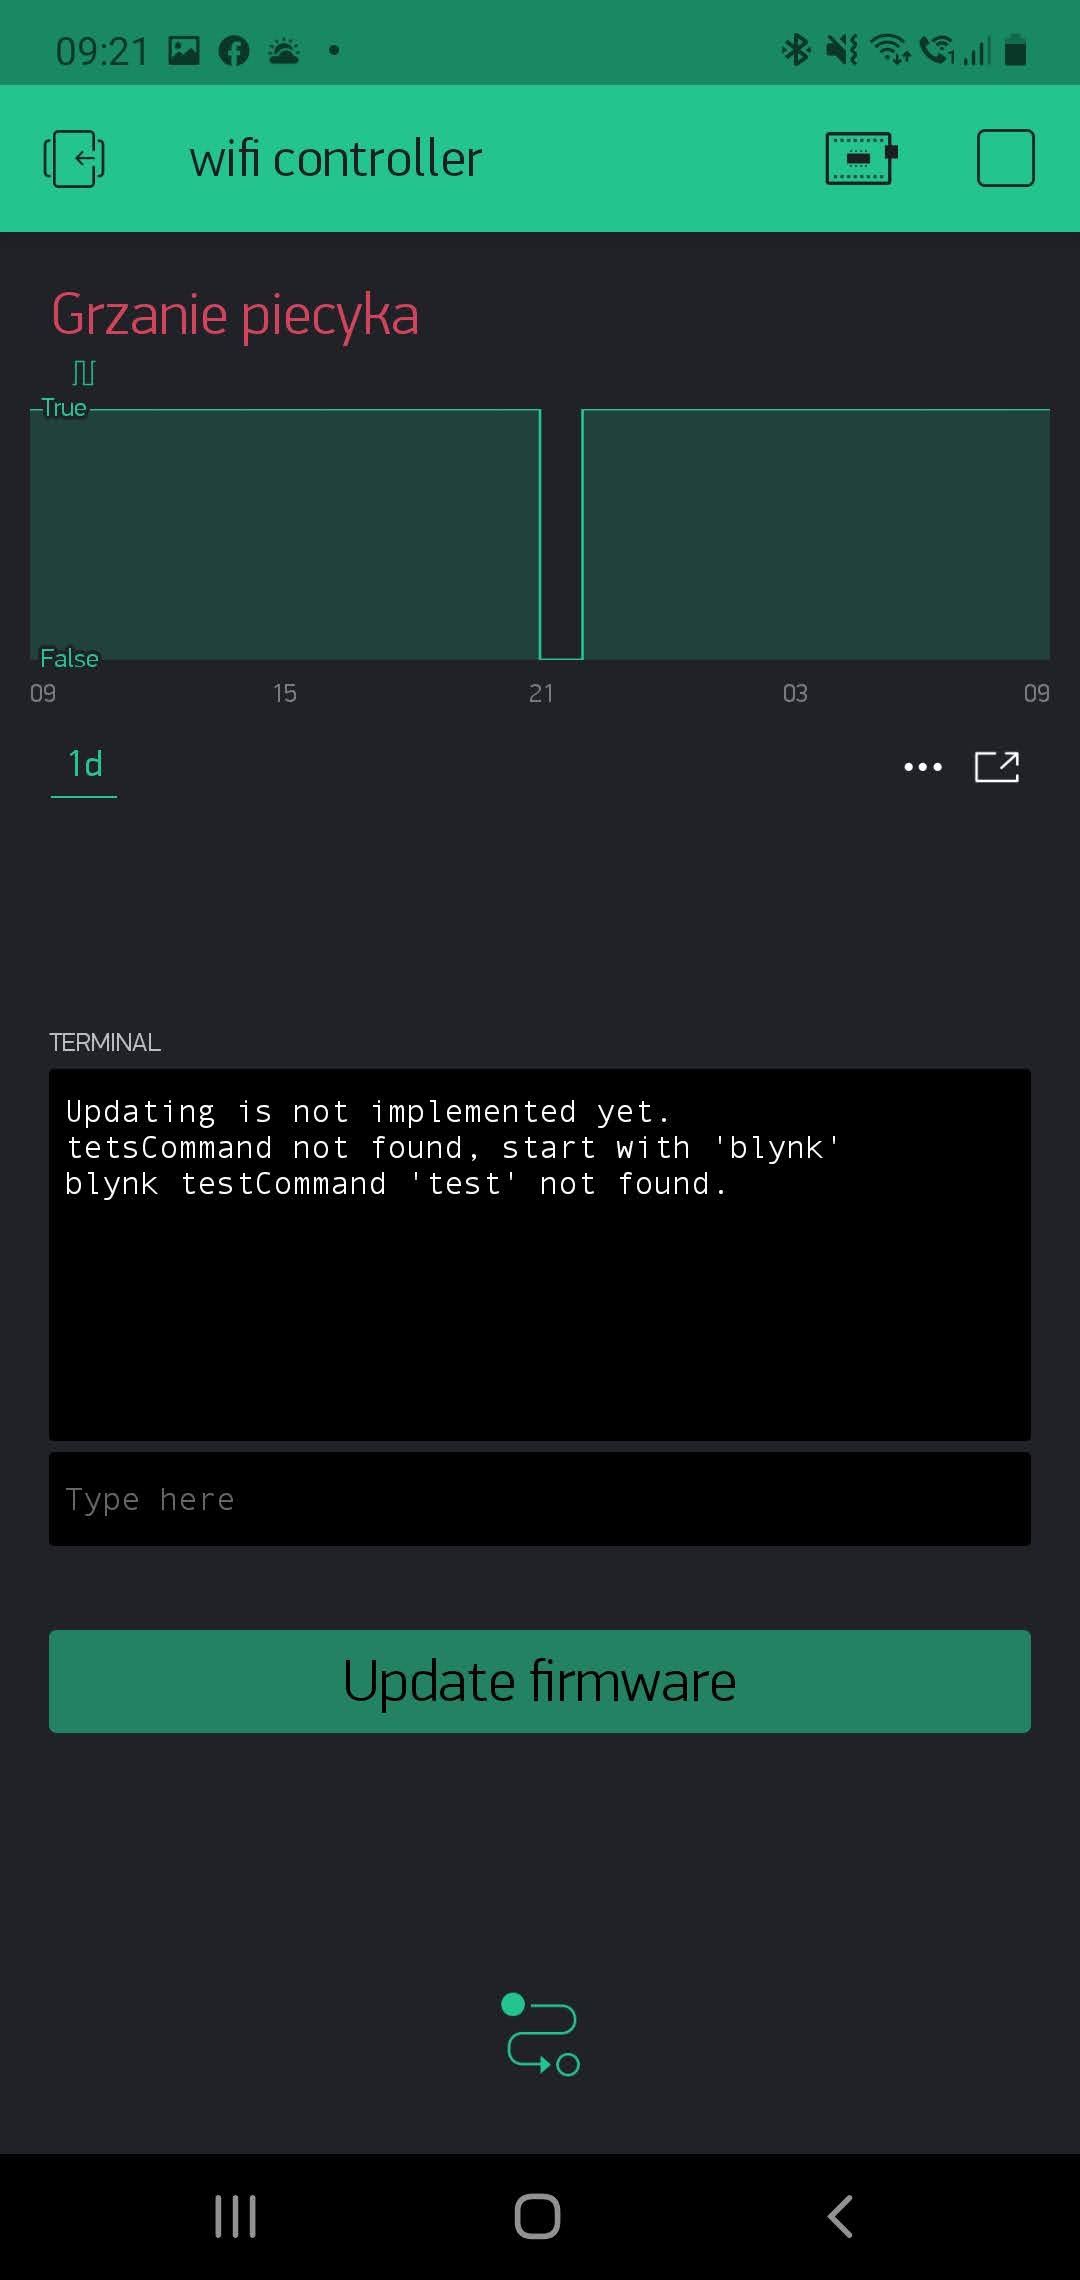 09:21
wifi controller
Grzanie piecyka
True
False
09 15 21 03 09
1d
TERMINAL
Updating is not implemented yet.
tetsCommand not found, start with 'blynk'
blynk testCommand 'test' not found.
Type here
Update firmware